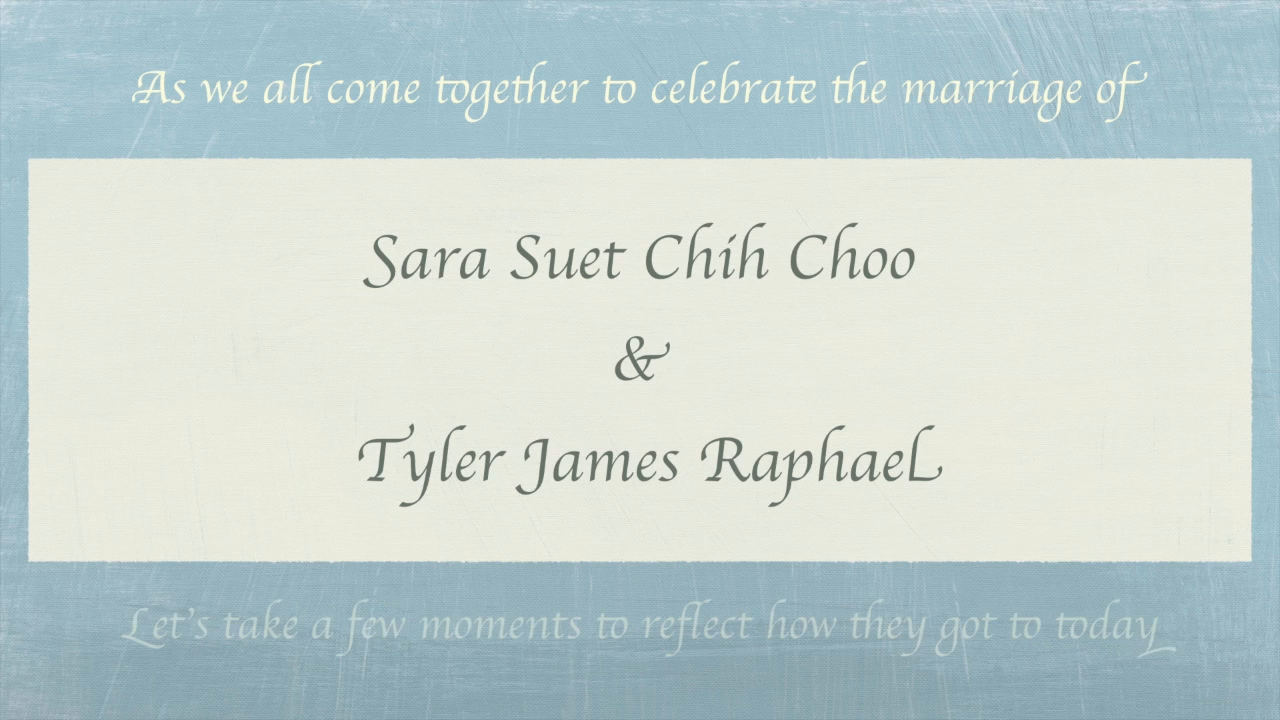 As we all come together to celebrate the marriage of
Sara Suet Chih Choo
&
Tyler James Raphael
Let's take a few moments to reflect how they got to today